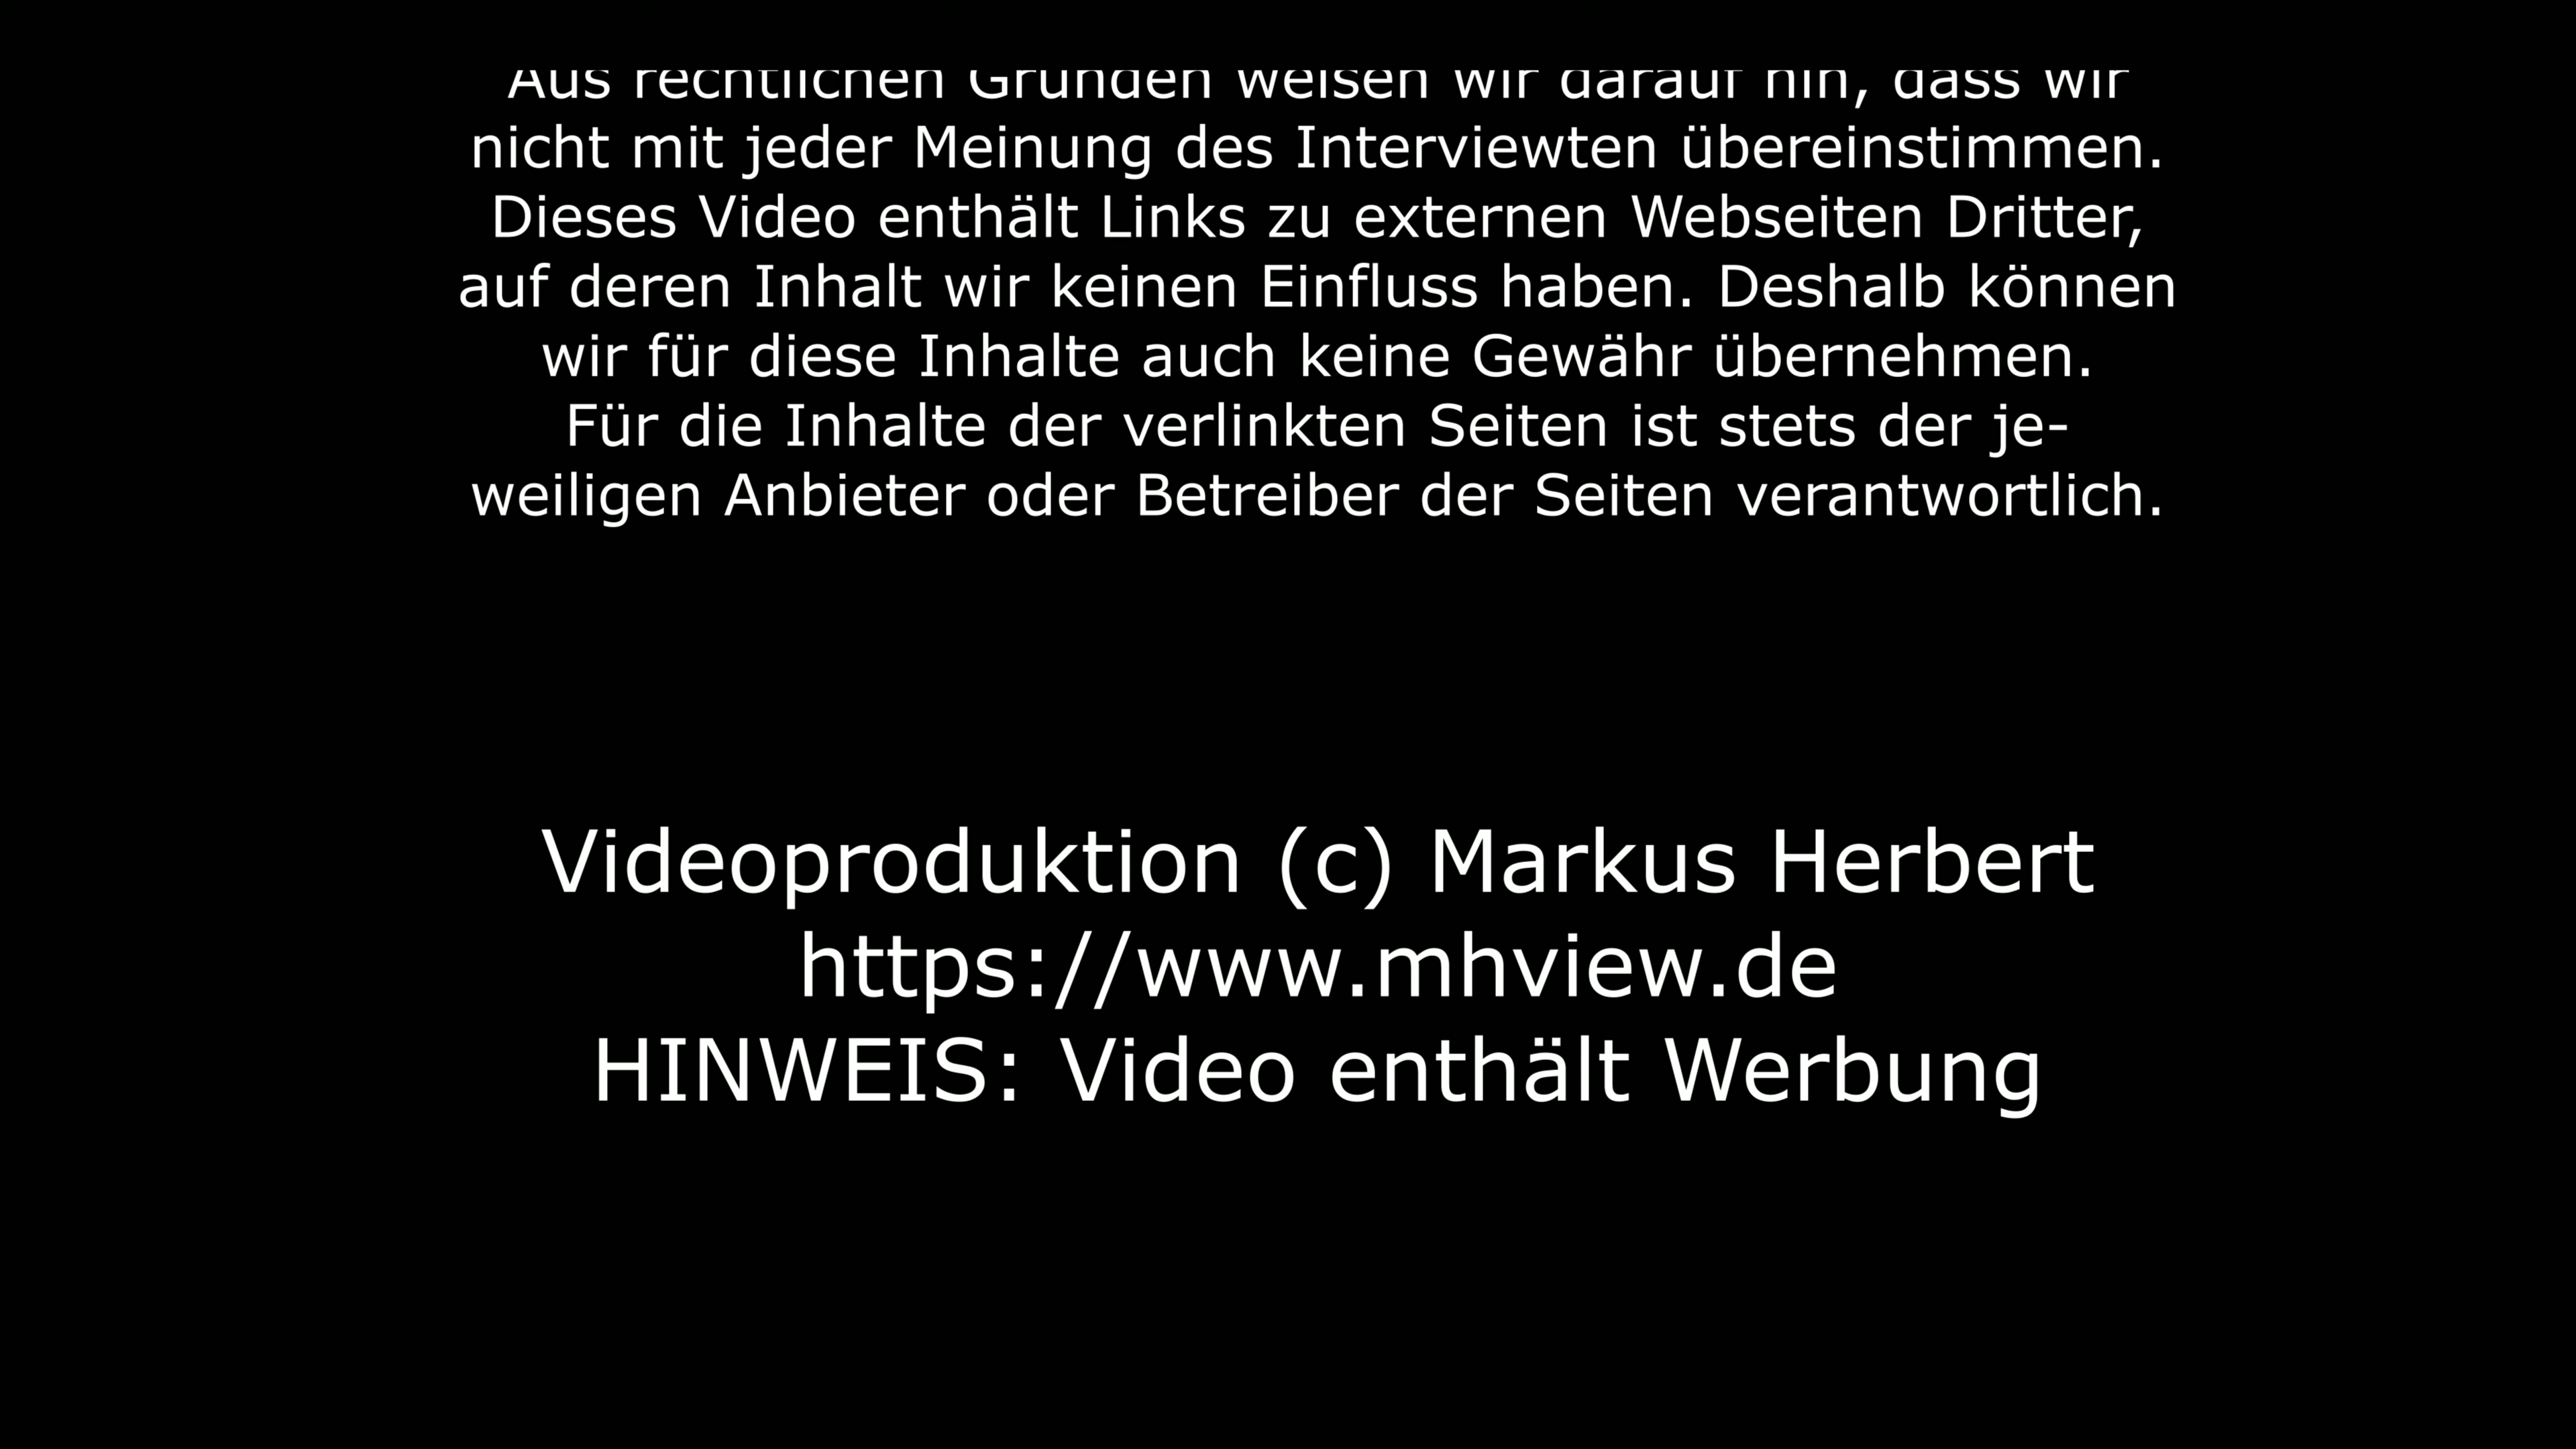 Aus rechtlichen Gründen weisen wir darauf hin, dass wir
nicht mit jeder Meinung des Interviewten übereinstimmen.
Dieses Video enthält Links zu externen Webseiten Dritter,
auf deren Inhalt wir keinen Einfluss haben. Deshalb können
wir für diese Inhalte auch keine Gewähr übernehmen.
Für die Inhalte der verlinkten Seiten ist stets der je-
weiligen Anbieter oder Betreiber der Seiten verantwortlich.
Videoproduktion (c) Markus Herbert
https://www.mhview.de
HINWEIS: Video enthält Werbung